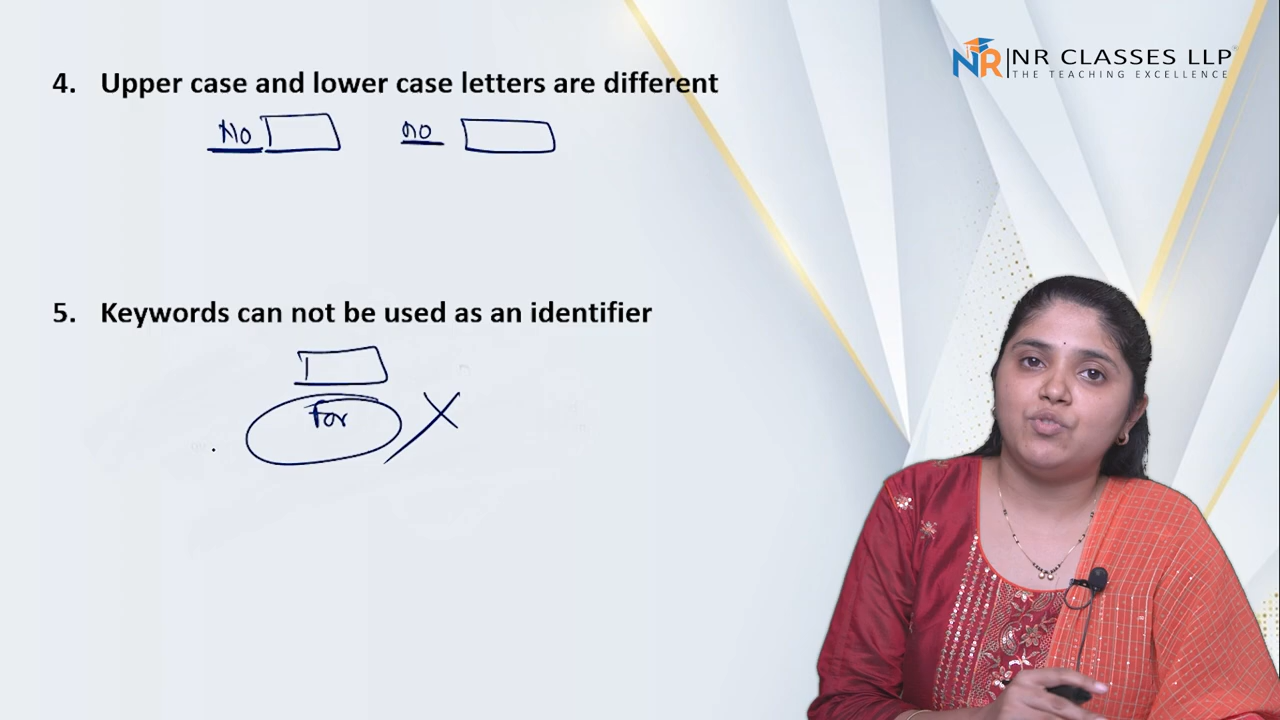 NR
NR CLASSES LLP
THE TEACHING EXCELLENCE
4. Upper case and lower case letters are different
No no
5. Keywords can not be used as an identifier
for